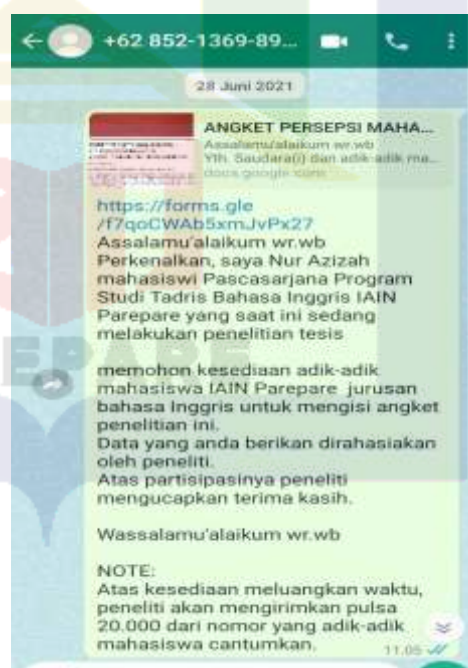 +62 852-1369-89...
28 Juni 2021
ANGKET PERSEPSI MAHA...
Assalamu'alaikum wr.wb
Yth. Saudara(i) dan adik-adik ma...
docs.google.com
https://forms.gle
/f7qoCWAb5xmJvPx27
Assalamu'alaikum wr.wb
Perkenalkan, saya Nur Azizah
mahasiswi Pascasarjana Program
Studi Tadris Bahasa Inggris IAIN
Parepare yang saat ini sedang
melakukan penelitian tesis
memohon kesediaan adik-adik
mahasiswa IAIN Parepare jurusan
bahasa Inggris untuk mengisi angket
penelitian ini.
Data yang anda berikan dirahasiakan
oleh peneliti.
Atas partisipasinya peneliti
mengucapkan terima kasih.
Wassalamu'alaikum wr.wb
NOTE:
Atas kesediaan meluangkan waktu,
peneliti akan mengirimkan pulsa
20.000 dari nomor yang adik-adik
mahasiswa cantumkan.
11.05